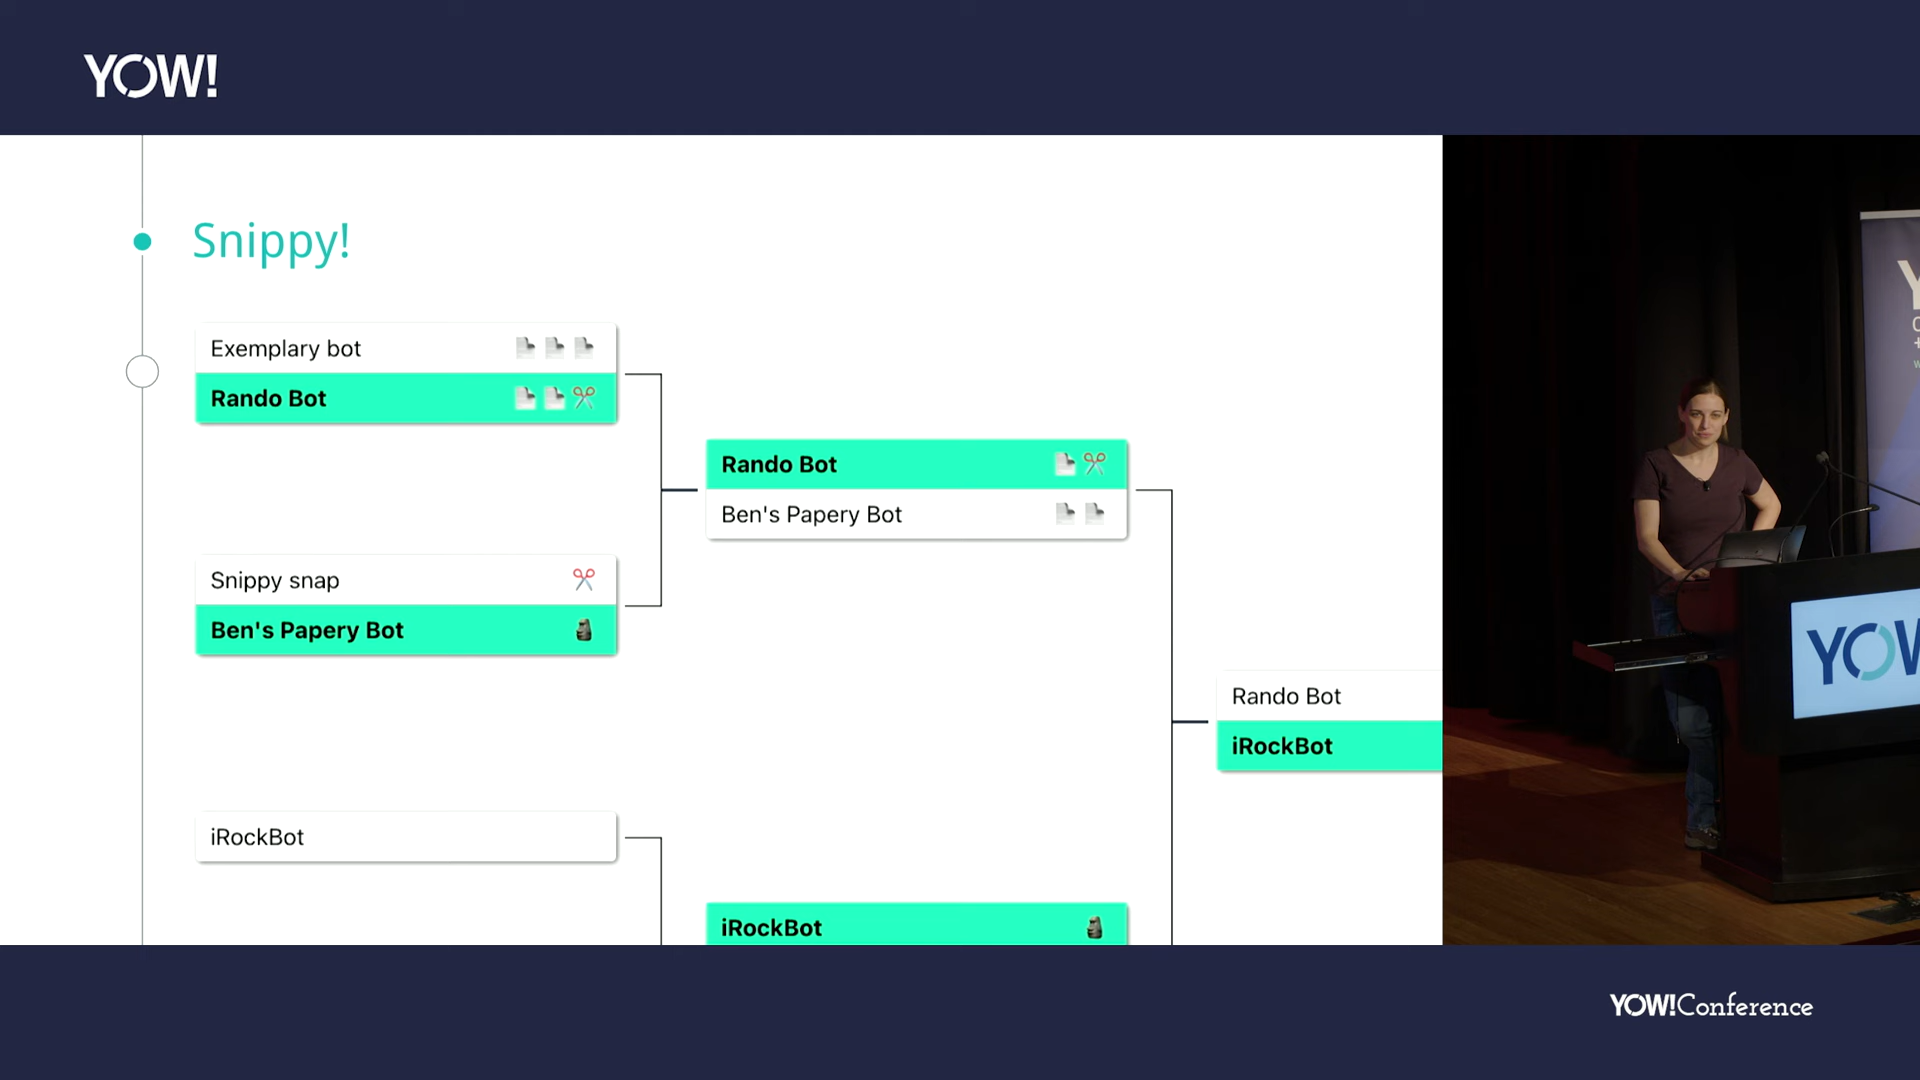 YOW!
Snippy!
Exemplary bot
Rando Bot
Snippy snap
Ben's Papery Bot
iRockBot
Rando Bot
Ben's Papery Bot
iRockBot
Rando Bot
iRockBot
YOW
YOW!Conference